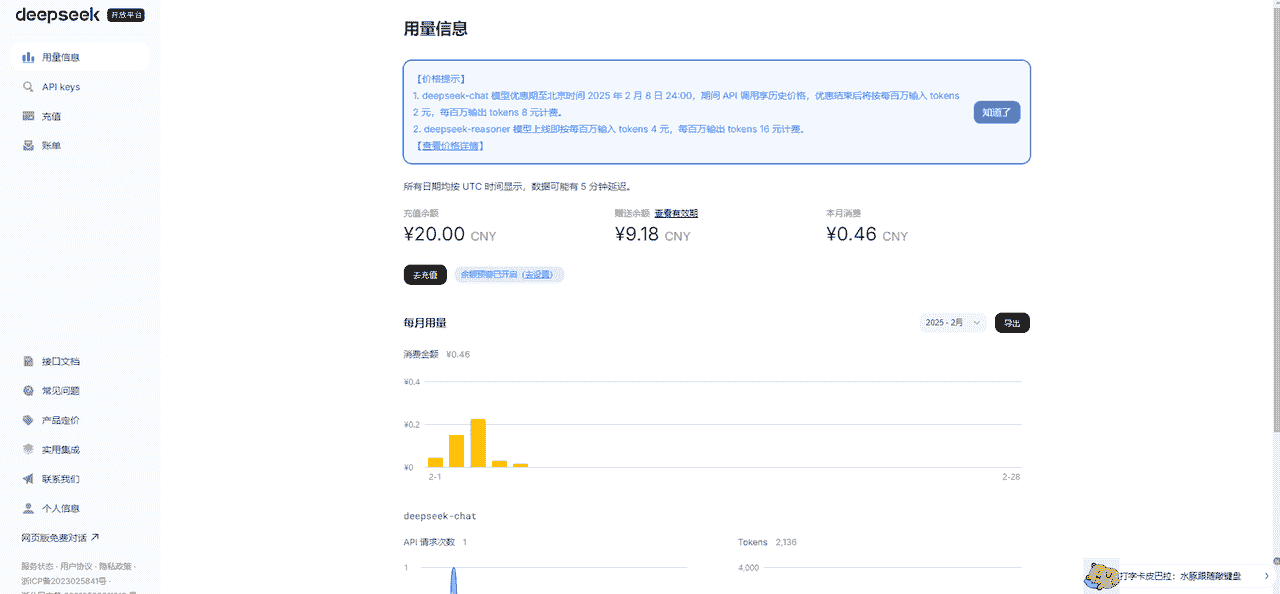 deepseek 开放平台
用量信息
API keys
充值
账单
接口文档
常见问题
产品定价
实用集成
联系我们
个人信息
网页版免费对话
服务状态 · 用户协议 · 隐私政策 ·
浙ICP备2023025841号 ·
用量信息
【价格提示】
1. deepseek-chat 模型优惠期至北京时间 2025 年 2 月 8 日 24:00，期间 API 调用享历史价格，优惠结束后将按每百万输入 tokens
2 元，每百万输出 tokens 8 元计费。
2. deepseek-reasoner 模型上线即按每百万输入 tokens 4 元，每百万输出 tokens 16 元计费。
【查看价格详情】
知道了
所有日期均按 UTC 时间显示，数据可能有 5 分钟延迟。
充值余额
¥20.00 CNY
赠送余额 查看有效期
¥9.18 CNY
本月消费
¥0.46 CNY
去充值
余额预警已开启（去设置）
每月用量
2025 - 2月
导出
消费金额 ¥0.46
¥0.4
¥0.2
¥0
2-1
2-28
deepseek-chat
API 请求次数 1
1
Tokens 2,136
4,000
打字卡皮巴拉：水豚跟随敲键盘